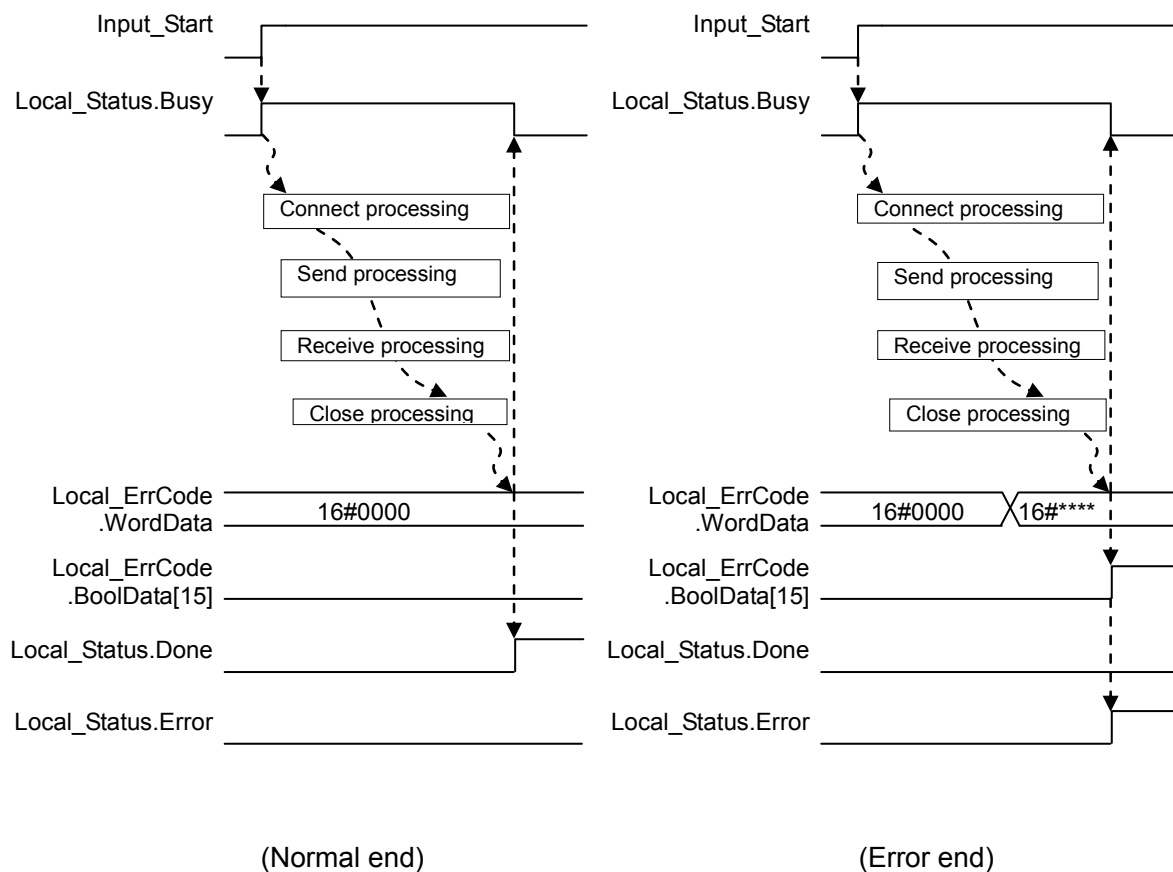 Input_Start
Local_Status.Busy
Connect processing
Send processing
Receive processing
Close processing
Local_ErrCode
.WordData
16#0000
Local_ErrCode
.BoolData[15]
Local_Status.Done
Local_Status.Error
(Normal end)
Input_Start
Local_Status.Busy
Connect processing
Send processing
Receive processing
Close processing
Local_ErrCode
.WordData
16#0000
16#****
Local_ErrCode
.BoolData[15]
Local_Status.Done
Local_Status.Error
(Error end)